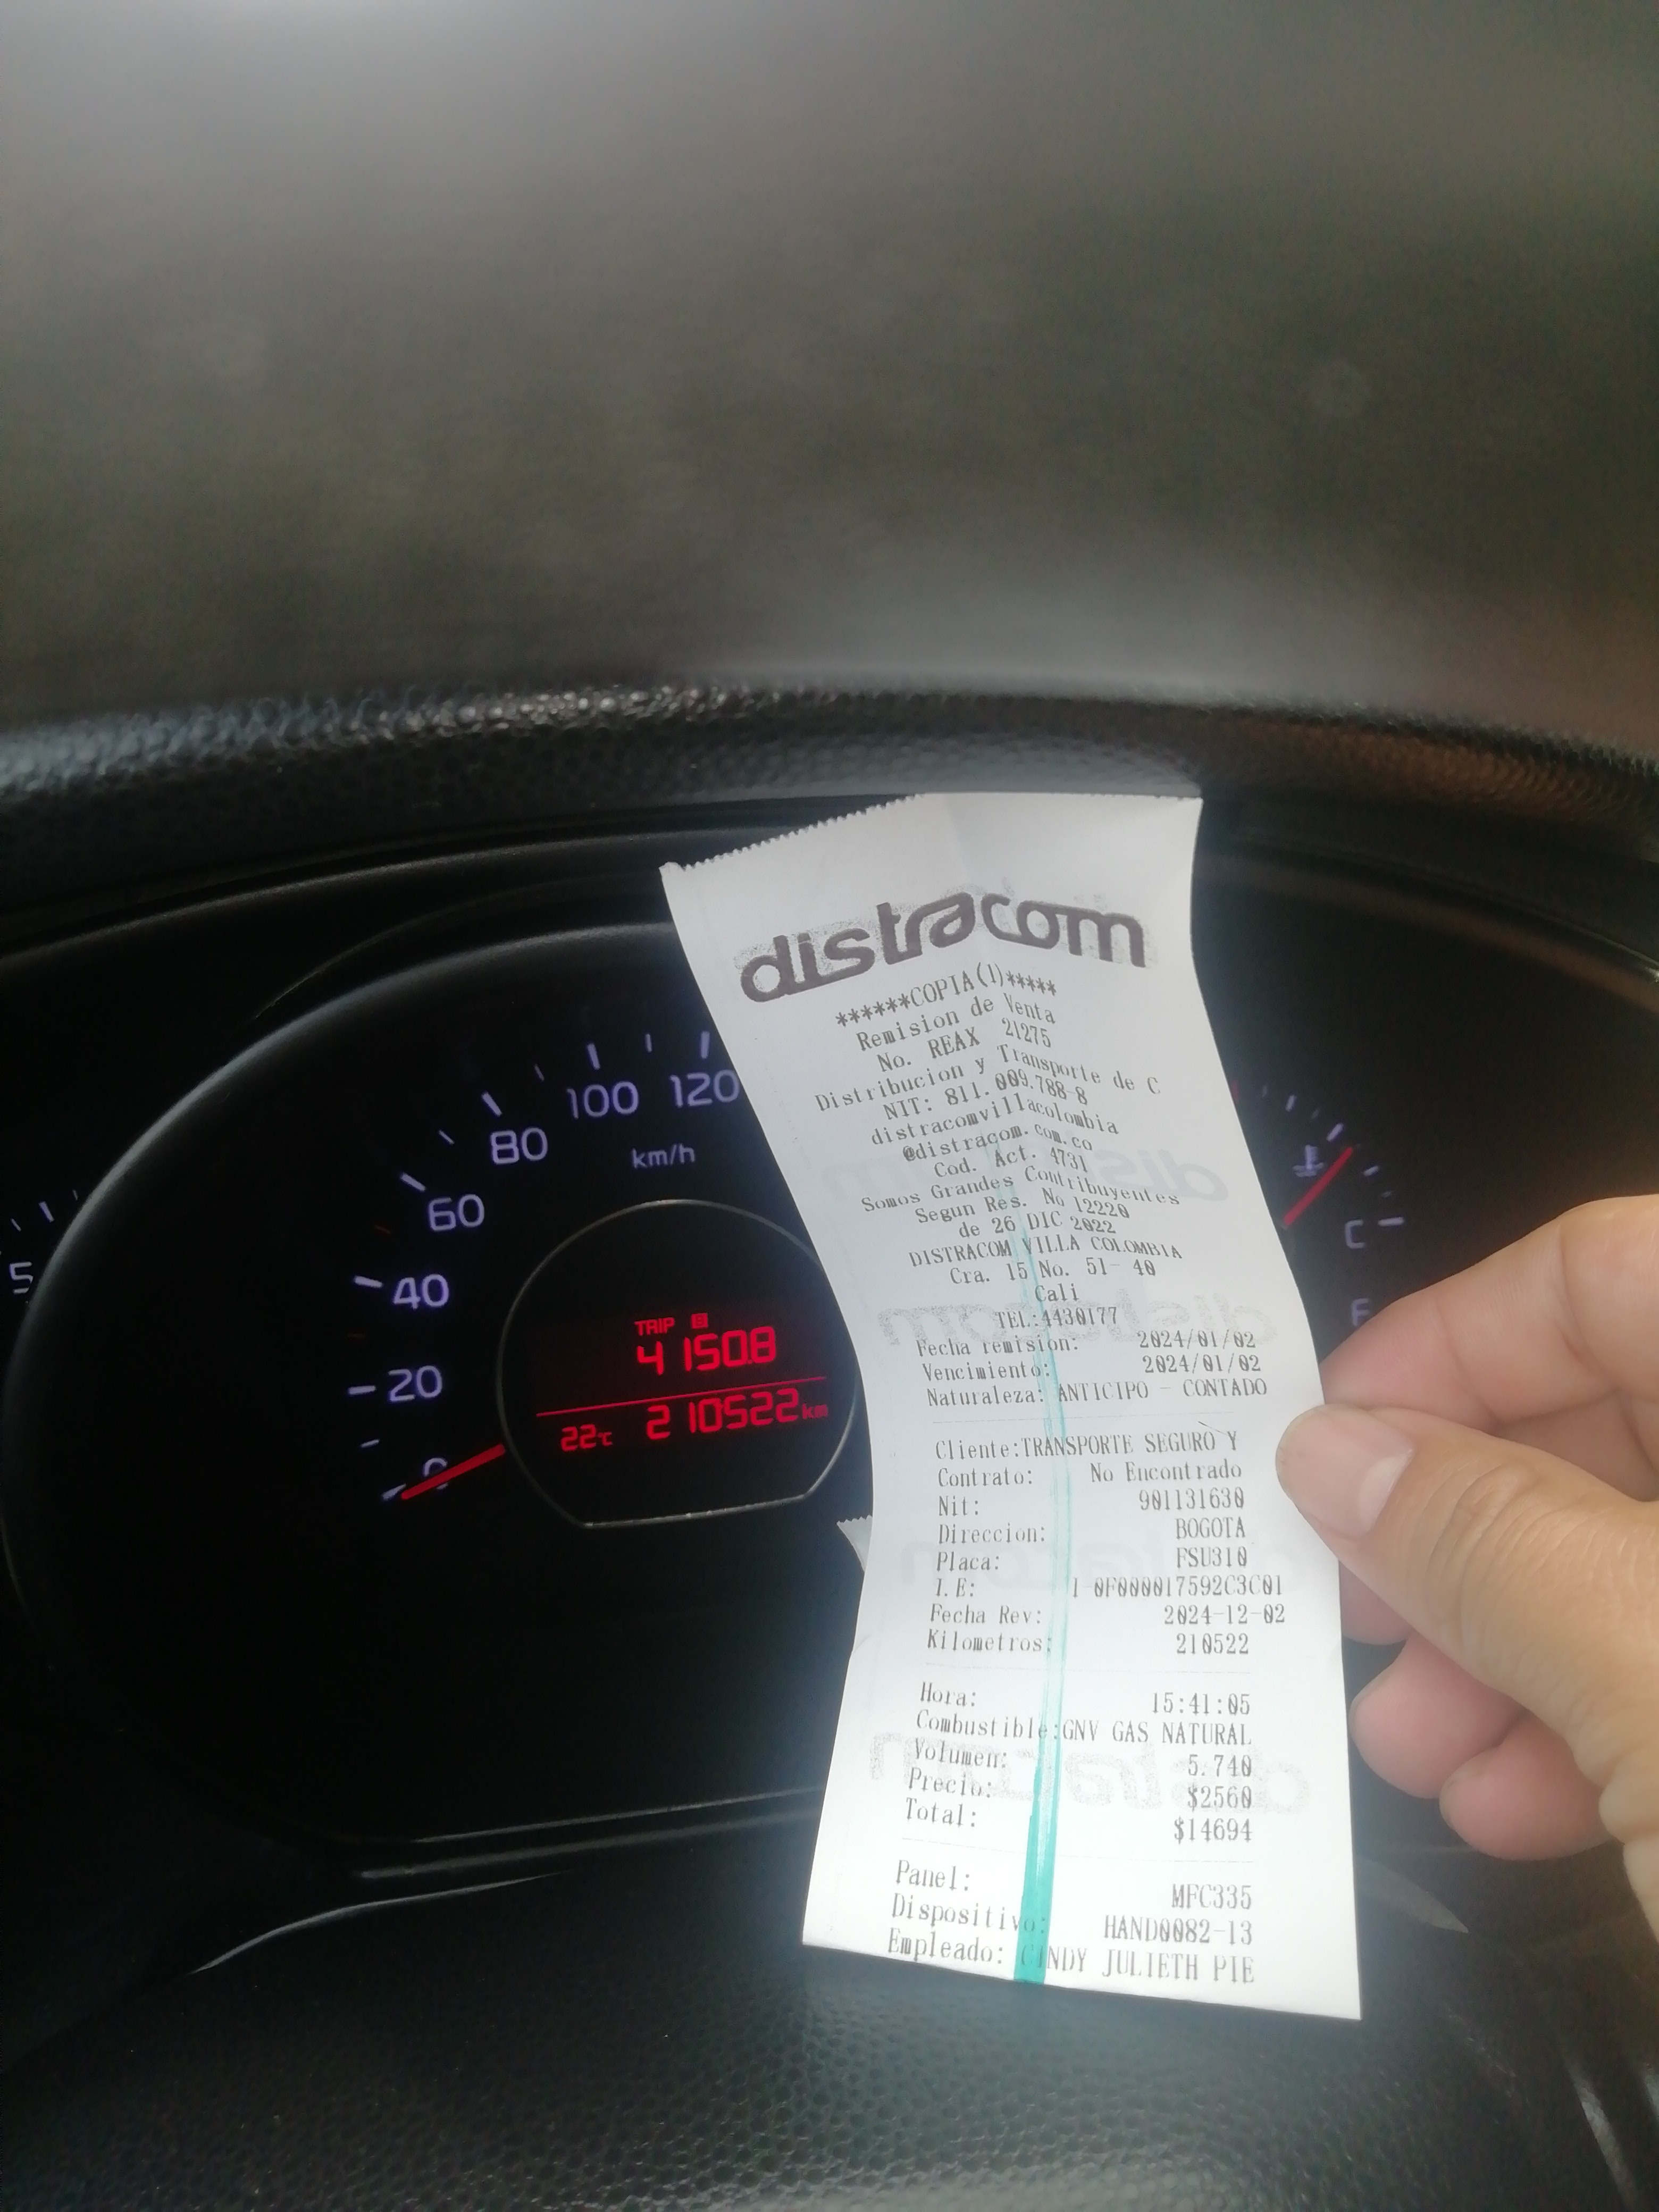 distracom
******COPIA(1)*****
Remision de Venta
No. REAX 21275
Distribucion y Transporte de C
NIT: 811.009.788-8
distracomvillacolombia
@distracom.com.co
Cod. Act. 4731
Somos Grandes Contribuyentes
Segun Res. No 12220
de 26 DIC 2022
DISTRACOM VILLA COLOMBIA
Cra. 15 No. 51- 40
Cali
TEL:4430177
Fecha remision: 2024/01/02
Vencimiento: 2024/01/02
Naturaleza: ANTICIPO - CONTADO
Cliente:TRANSPORTE SEGURO Y
Contrato: No Encontrado
Nit: 901131630
Direccion: BOGOTA
Placa: FSU310
I.E: 1 0F000017592C3C01
Fecha Rev: 2024-12-02
Kilometros: 210522
Hora: 15:41:05
Combustible:GNV GAS NATURAL
Volumen: 5.740
Precio: $2560
Total: $14694
Panel: MFC335
Dispositivo: HAND0082-13
Empleado: CINDY JULIETH PIE
5
0
20
40
60
80
100
120
km/h
TRIP B
4150.8
22°C 210522km
C
F